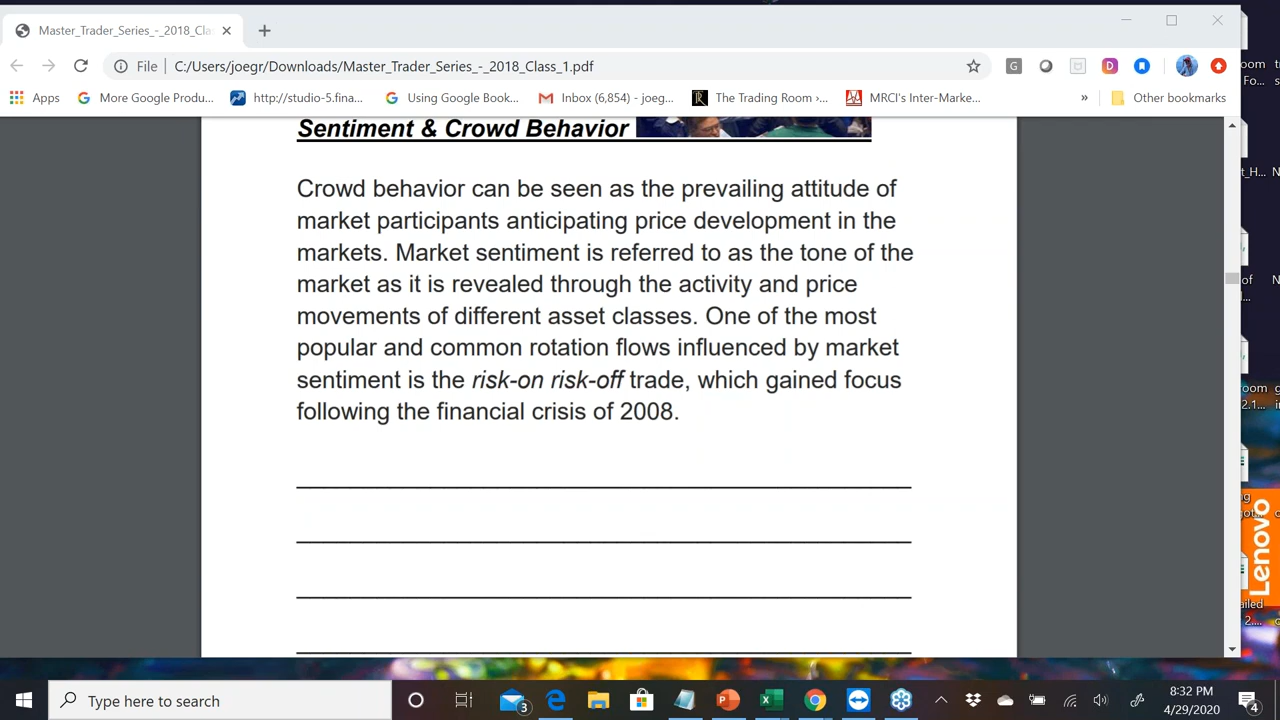 Master_Trader_Series_-_2018_Cla
File C:/Users/joegr/Downloads/Master_Trader_Series_-_2018_Class_1.pdf
Apps More Google Produ... http://studio-5.fina... Using Google Book... Inbox (6,854) - joeg... The Trading Room ›... MRCI's Inter-Marke... » Other bookmarks
Sentiment & Crowd Behavior
Crowd behavior can be seen as the prevailing attitude of
market participants anticipating price development in the
markets. Market sentiment is referred to as the tone of the
market as it is revealed through the activity and price
movements of different asset classes. One of the most
popular and common rotation flows influenced by market
sentiment is the risk-on risk-off trade, which gained focus
following the financial crisis of 2008.
Lenovo
Type here to search
3
8:32 PM
4/29/2020
4